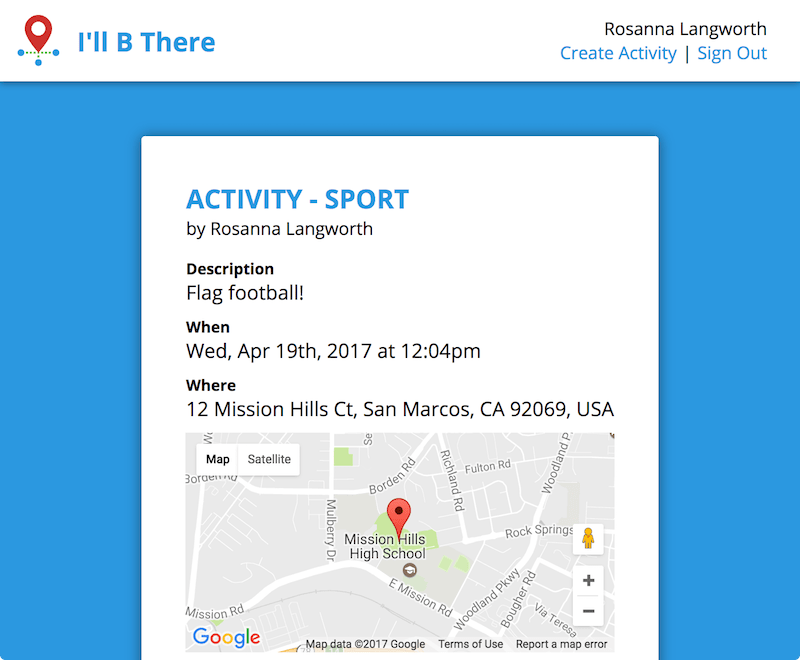 I'll B There
Rosanna Langworth
Create Activity | Sign Out
ACTIVITY - SPORT
by Rosanna Langworth
Description
Flag football!
When
Wed, Apr 19th, 2017 at 12:04pm
Where
12 Mission Hills Ct, San Marcos, CA 92069, USA
Map Satellite
Borden Rd
Fulton Rd
Richland Rd
Mulberry Dr
Rock Springs
Mission Hills
High School
E Mission Rd
Woodland Pkwy
Bougher Rd
Via Teresa
Mission Rd
Google
Map data ©2017 Google Terms of Use Report a map error